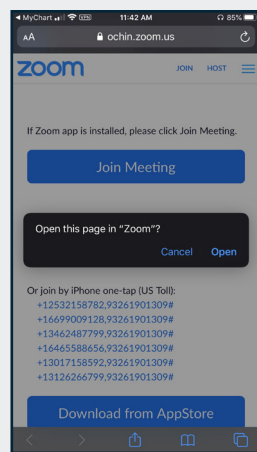 MyChart VPN 11:42 AM 85%
AA ochin.zoom.us
zoom JOIN HOST
If Zoom app is installed, please click Join Meeting.
Join Meeting
Open this page in “Zoom”?
Cancel Open
Or join by iPhone one-tap (US Toll):
+12532158782,93261901309#
+16699009128,93261901309#
+13462487799,93261901309#
+16465588656,93261901309#
+13017158592,93261901309#
+13126266799,93261901309#
Download from AppStore